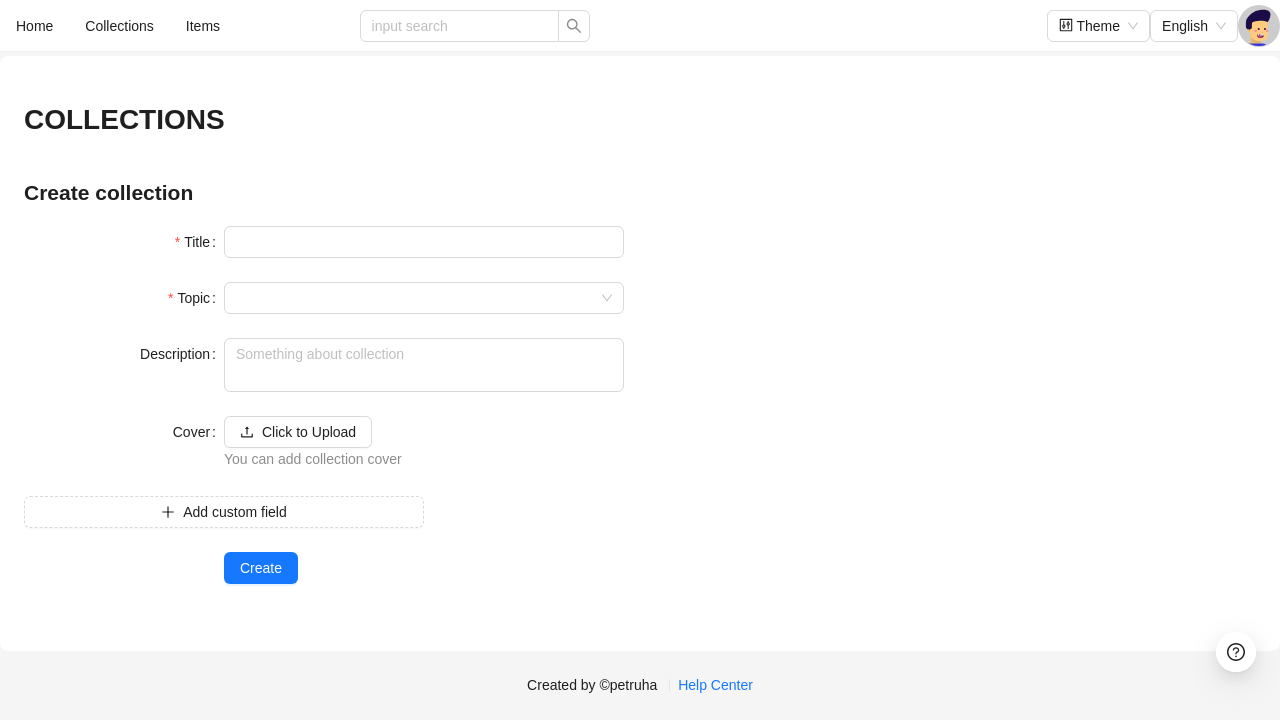 Home Collections Items input search Theme English
COLLECTIONS
Create collection
* Title :
* Topic :
Description : Something about collection
Cover : Click to Upload
You can add collection cover
Add custom field
Create
Created by ©petruha Help Center